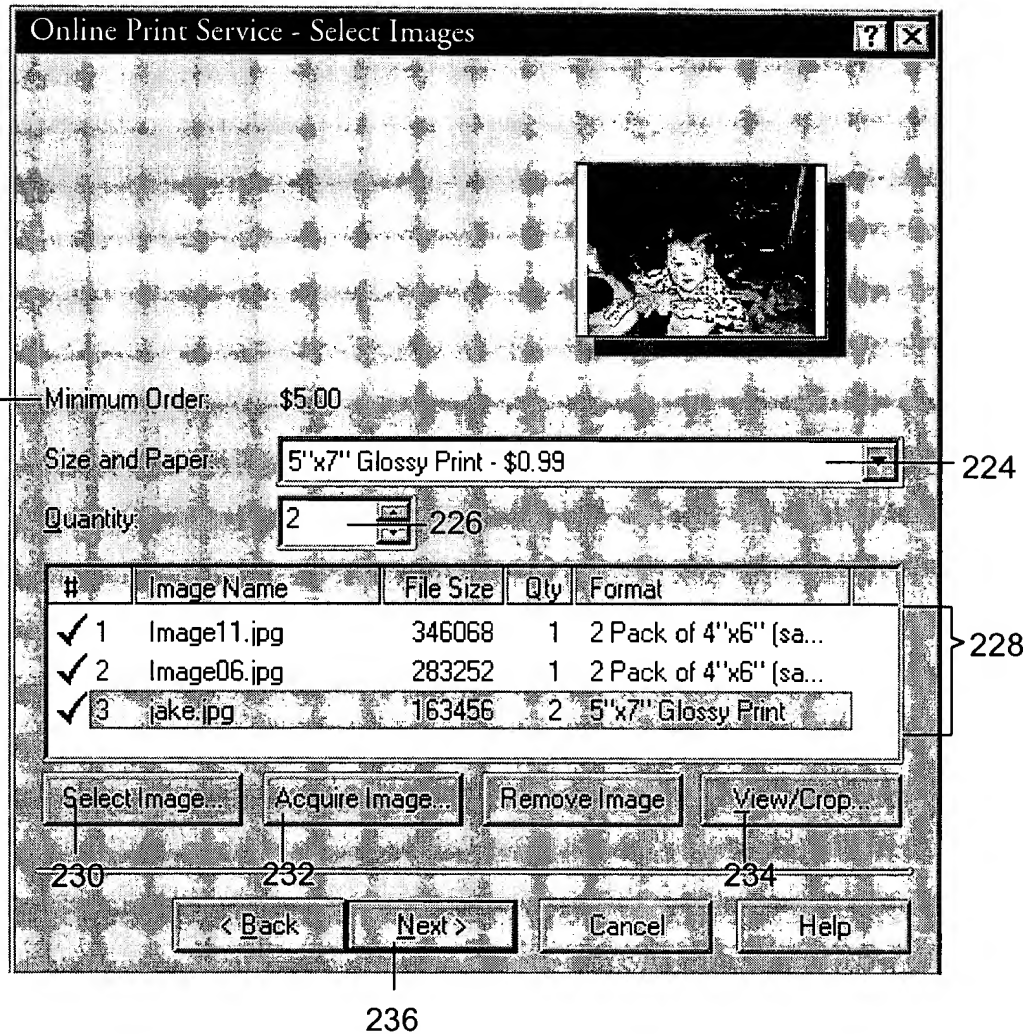 Online Print Service - Select Images
Minimum Order: $5.00
Size and Paper: 5"x7" Glossy Print - $0.99 224
Quantity: 2 226
# Image Name File Size Qty Format
1 Image11.jpg 346068 1 2 Pack of 4"x6" (sa...
2 Image06.jpg 283252 1 2 Pack of 4"x6" (sa...
228
3 jake.jpg 163456 2 5"x7" Glossy Print
Select Image... Acquire Image... Remove Image View/Crop...
230 232 234
< Back Next > Cancel Help
236